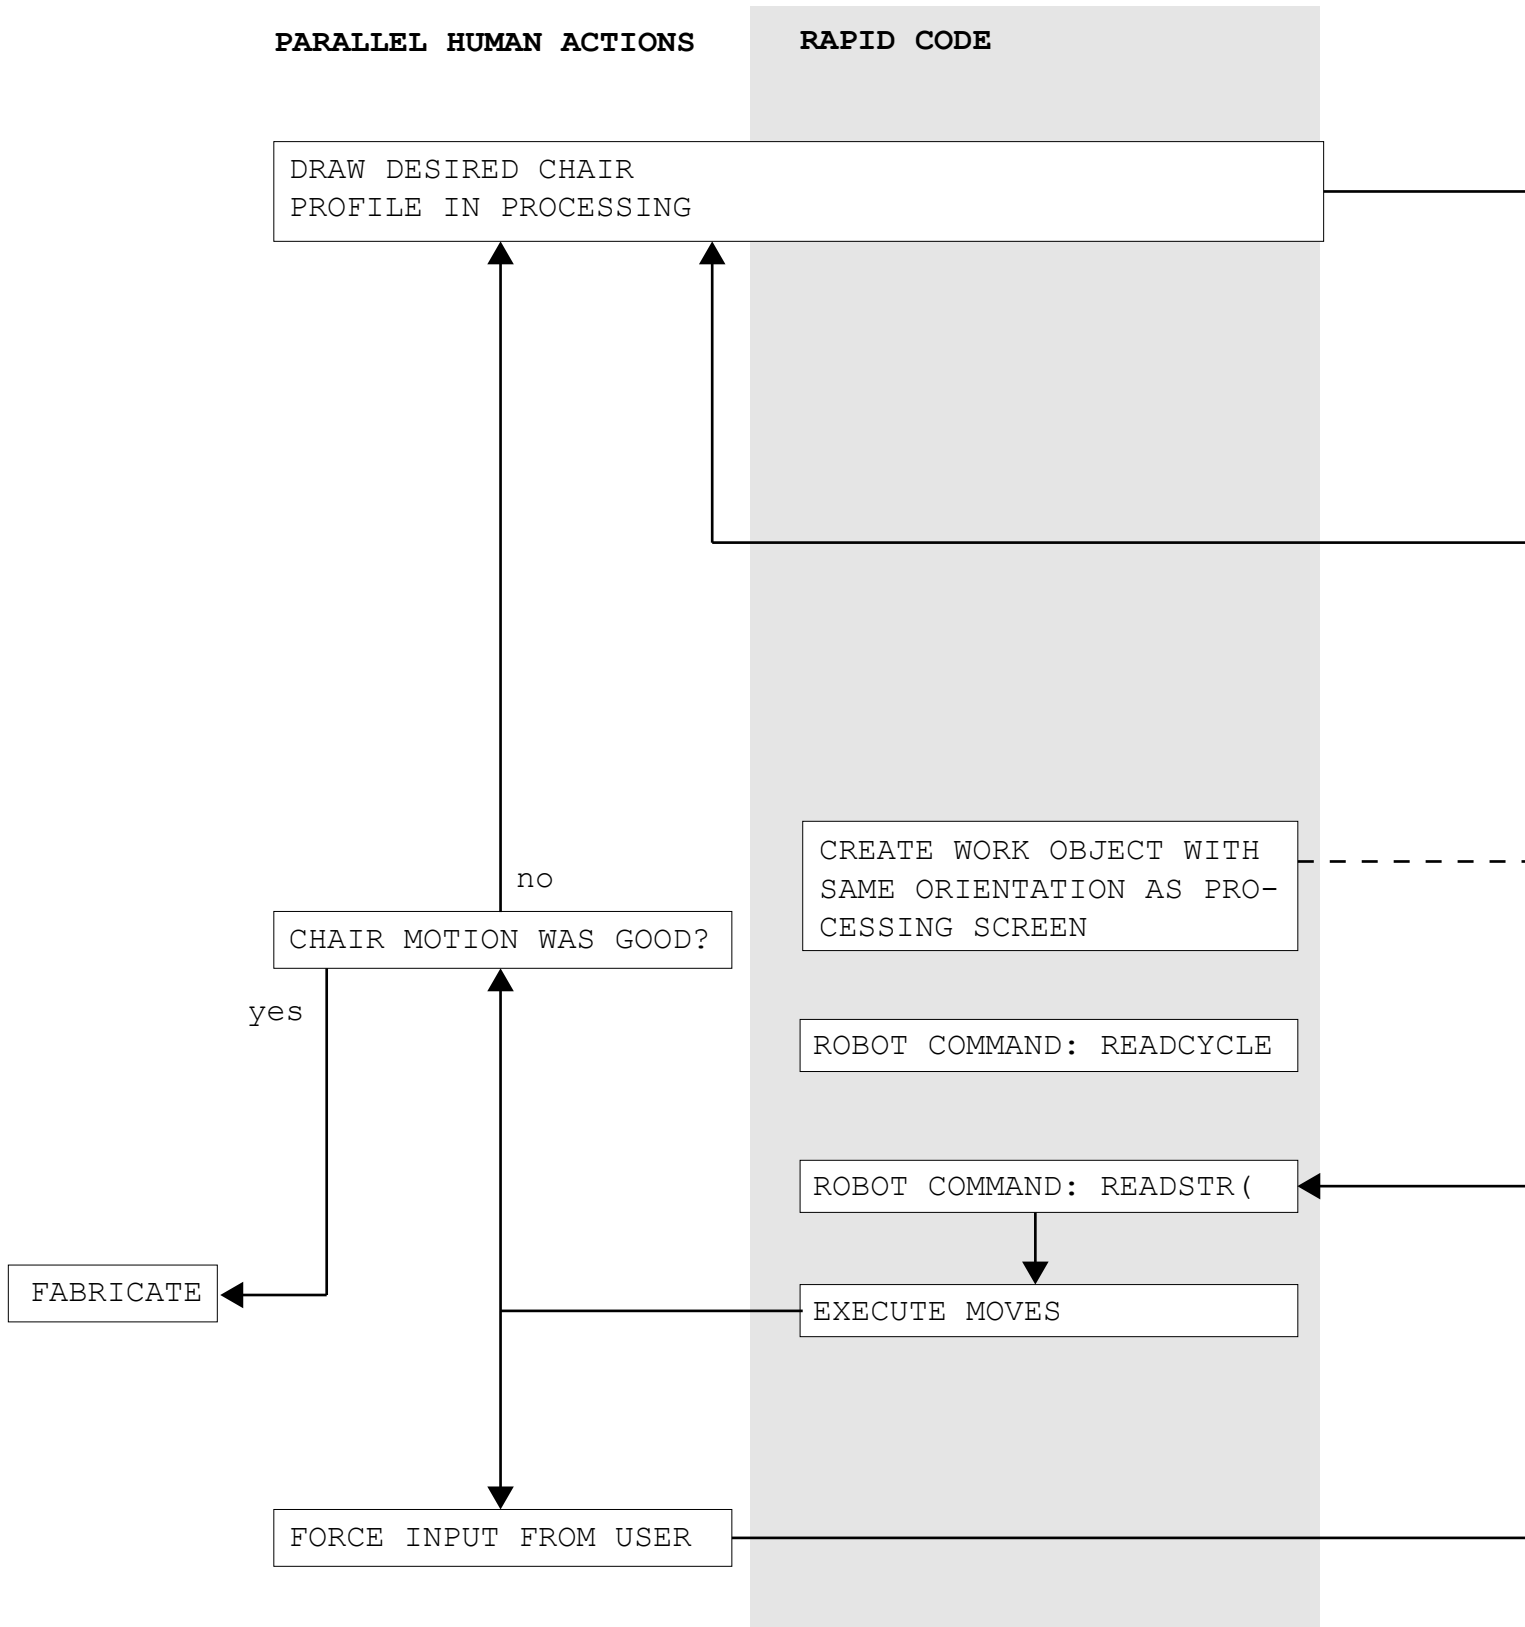 PARALLEL HUMAN ACTIONS
RAPID CODE
DRAW DESIRED CHAIR
PROFILE IN PROCESSING
CREATE WORK OBJECT WITH
SAME ORIENTATION AS PRO-
CESSING SCREEN
no
CHAIR MOTION WAS GOOD?
yes
ROBOT COMMAND: READCYCLE
ROBOT COMMAND: READSTR(
FABRICATE
EXECUTE MOVES
FORCE INPUT FROM USER